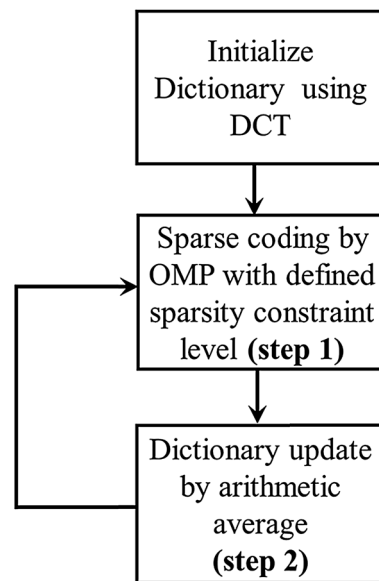 Initialize
Dictionary using
DCT
Sparse coding by
OMP with defined
sparsity constraint
level (step 1)
Dictionary update
by arithmetic
average
(step 2)